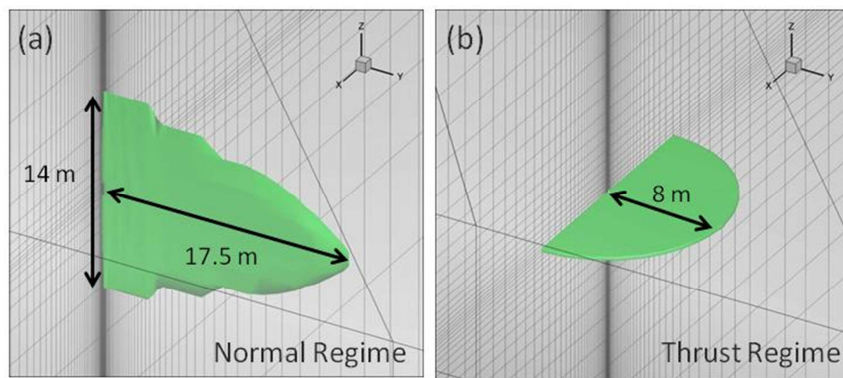 (a)
Z
X
Y
14 m
17.5 m
Normal Regime
(b)
Z
X
Y
8 m
Thrust Regime